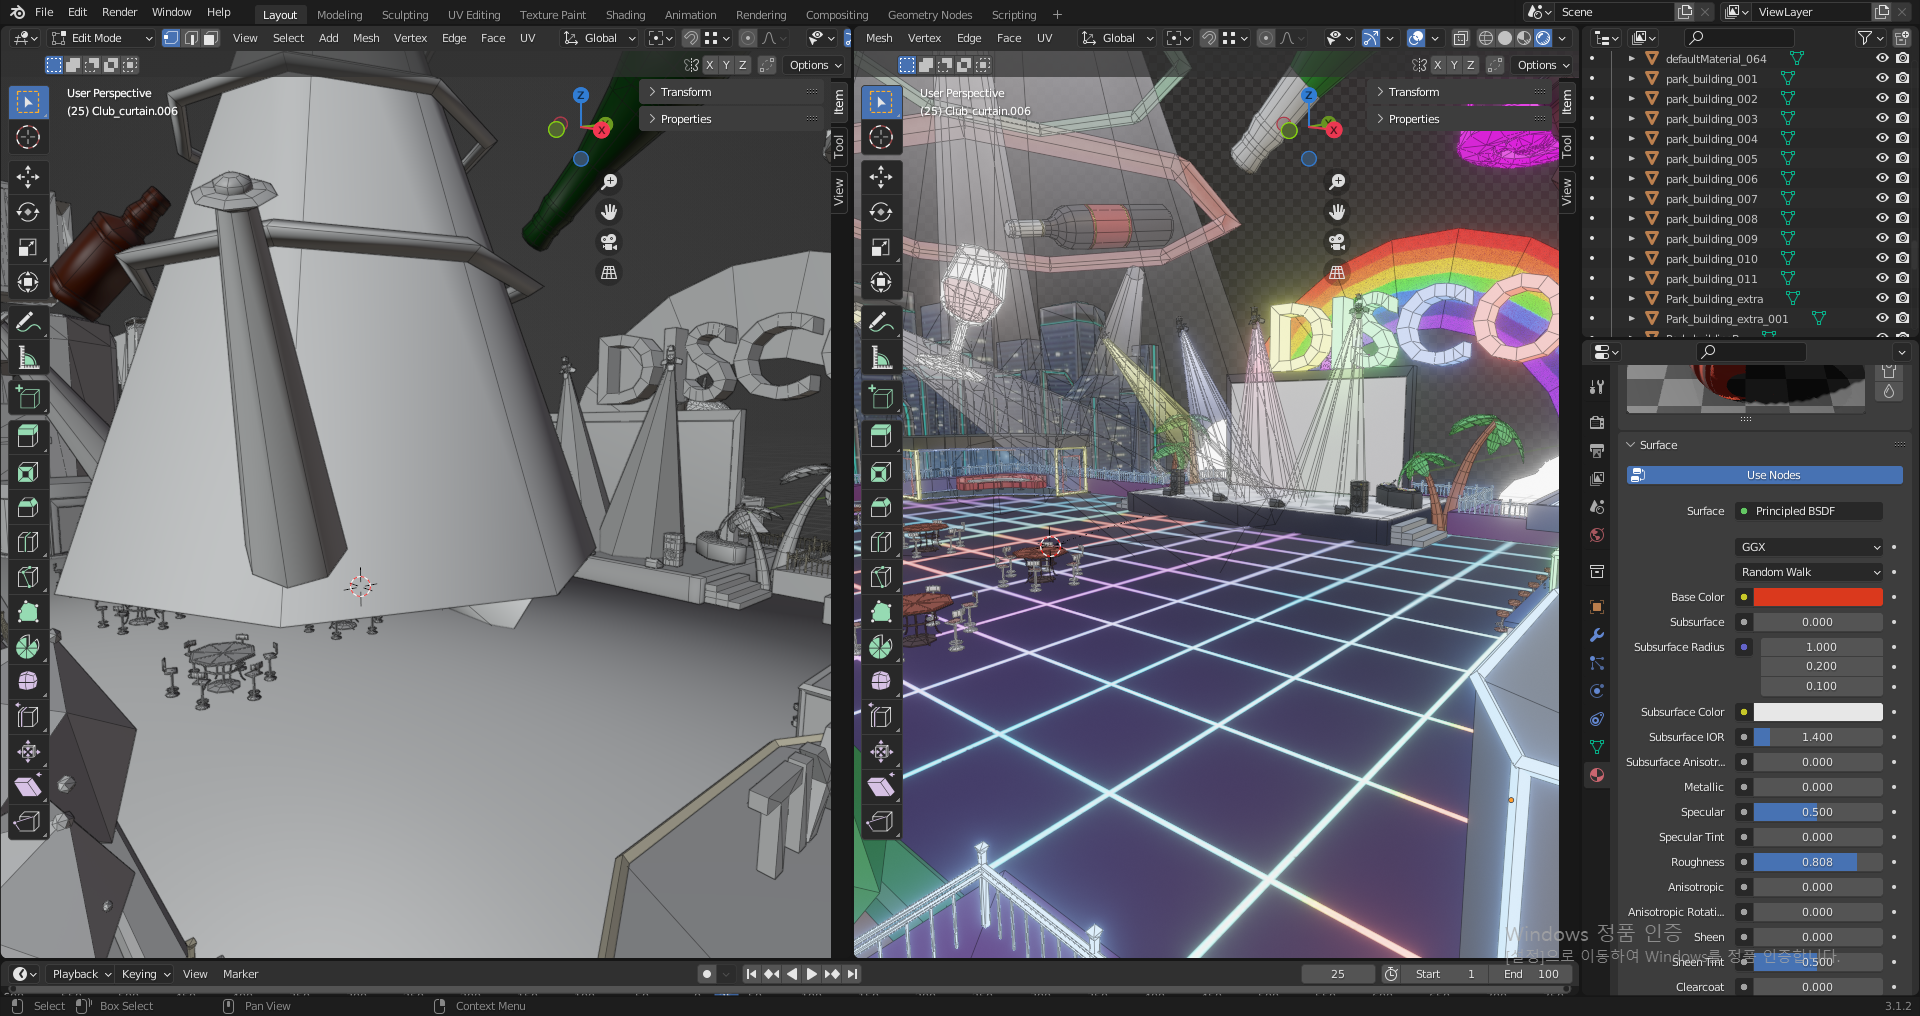 File Edit Render Window Help Layout Modeling Sculpting UV Editing Texture Paint Shading Animation Rendering Compositing Geometry Nodes Scripting + Scene ViewLayer
Edit Mode View Select Add Mesh Vertex Edge Face UV Global
Mesh Vertex Edge Face UV Global
X Y Z Options
X Y Z Options
User Perspective
(25) Club_curtain.006
Transform
Properties
Item
Tool
View
Z
X
User Perspective
(25) Club_curtain.006
Transform
Properties
Item
Tool
View
Z
X
DISC
DISCO
defaultMaterial_064
park_building_001
park_building_002
park_building_003
park_building_004
park_building_005
park_building_006
park_building_007
park_building_008
park_building_009
park_building_010
park_building_011
Park_building_extra
Park_building_extra_001
Surface
Use Nodes
Surface Principled BSDF
GGX
Random Walk
Base Color
Subsurface 0.000
Subsurface Radius 1.000
0.200
0.100
Subsurface Color
Subsurface IOR 1.400
Subsurface Anisotr... 0.000
Metallic 0.000
Specular 0.500
Specular Tint 0.000
Roughness 0.808
Anisotropic 0.000
Anisotropic Rotati... 0.000
Sheen 0.000
Sheen Tint 0.500
Clearcoat 0.000
Windows 정품 인증
[설정]으로 이동하여 Windows를 정품 인증합니다.
Playback Keying View Marker 25 Start 1 End 100
Select Box Select Pan View Context Menu 3.1.2